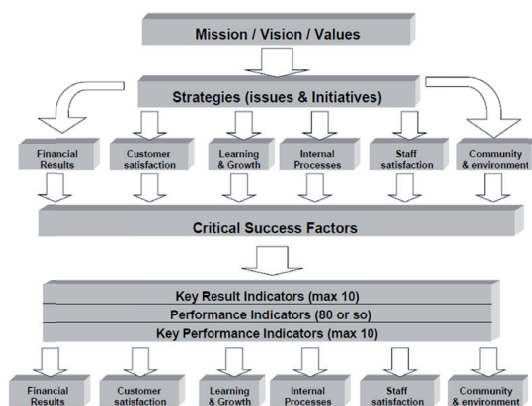 Mission / Vision / Values
Strategies (issues & Initiatives)
Financial
Results
Customer
satisfaction
Learning
& Growth
Internal
Processes
Staff
satisfaction
Community
& environment
Critical Success Factors
Key Result Indicators (max 10)
Performance Indicators (80 or so)
Key Performance Indicators (max 10)
Financial
Results
Customer
satisfaction
Learning
& Growth
Internal
Processes
Staff
satisfaction
Community
& environment